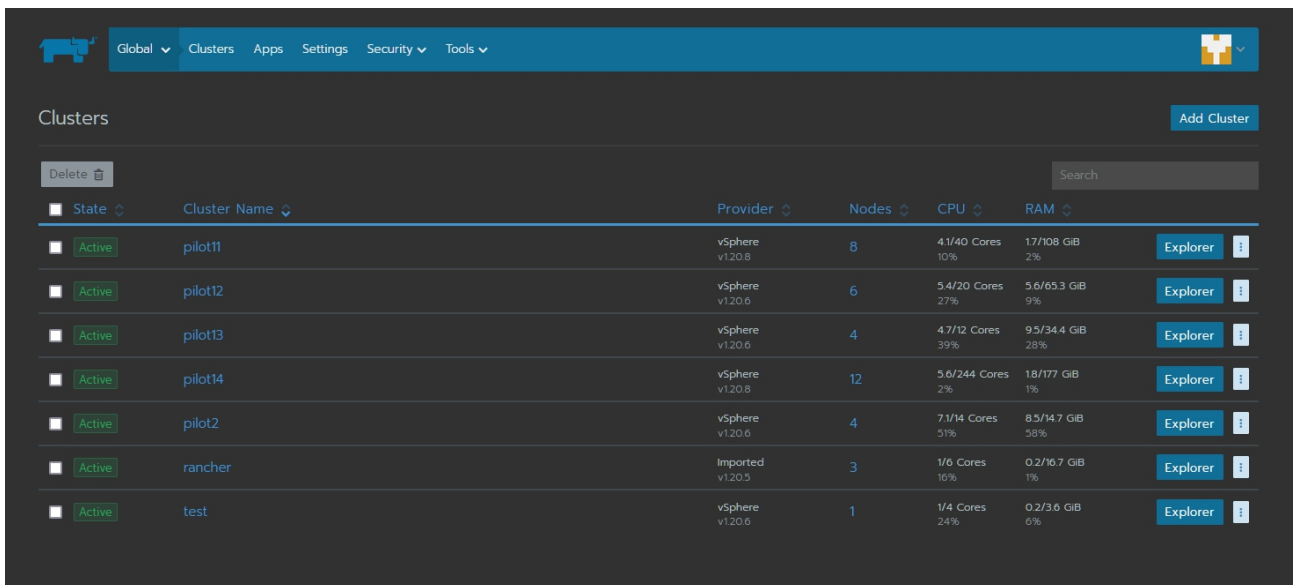 Global Clusters Apps Settings Security Tools
Clusters
Add Cluster
Delete
Search
State Cluster Name Provider Nodes CPU RAM
Active pilot11 vSphere 8 4.1/40 Cores 1.7/108 GiB Explorer
v1.20.8 10% 2%
Active pilot12 vSphere 6 5.4/20 Cores 5.6/65.3 GiB Explorer
v1.20.6 27% 9%
Active pilot13 vSphere 4 4.7/12 Cores 9.5/34.4 GiB Explorer
v1.20.6 39% 28%
Active pilot14 vSphere 12 5.6/244 Cores 1.8/177 GiB Explorer
v1.20.8 2% 1%
Active pilot2 vSphere 4 7.1/14 Cores 8.5/14.7 GiB Explorer
v1.20.6 51% 58%
Active rancher Imported 3 1/6 Cores 0.2/16.7 GiB Explorer
v1.20.5 16% 1%
Active test vSphere 1 1/4 Cores 0.2/3.6 GiB Explorer
v1.20.6 24% 6%